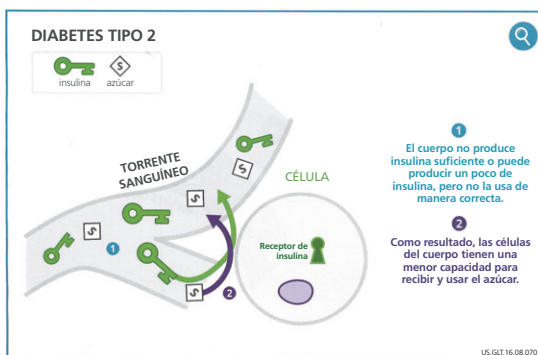 DIABETES TIPO 2
insulina
azúcar
TORRENTE
SANGUÍNEO
CÉLULA
Receptor de
insulina
1
2
1
El cuerpo no produce
insulina suficiente o puede
producir un poco de
insulina, pero no la usa de
manera correcta.
2
Como resultado, las células
del cuerpo tienen una
menor capacidad para
recibir y usar el azúcar.
US.GLT.16.08.070